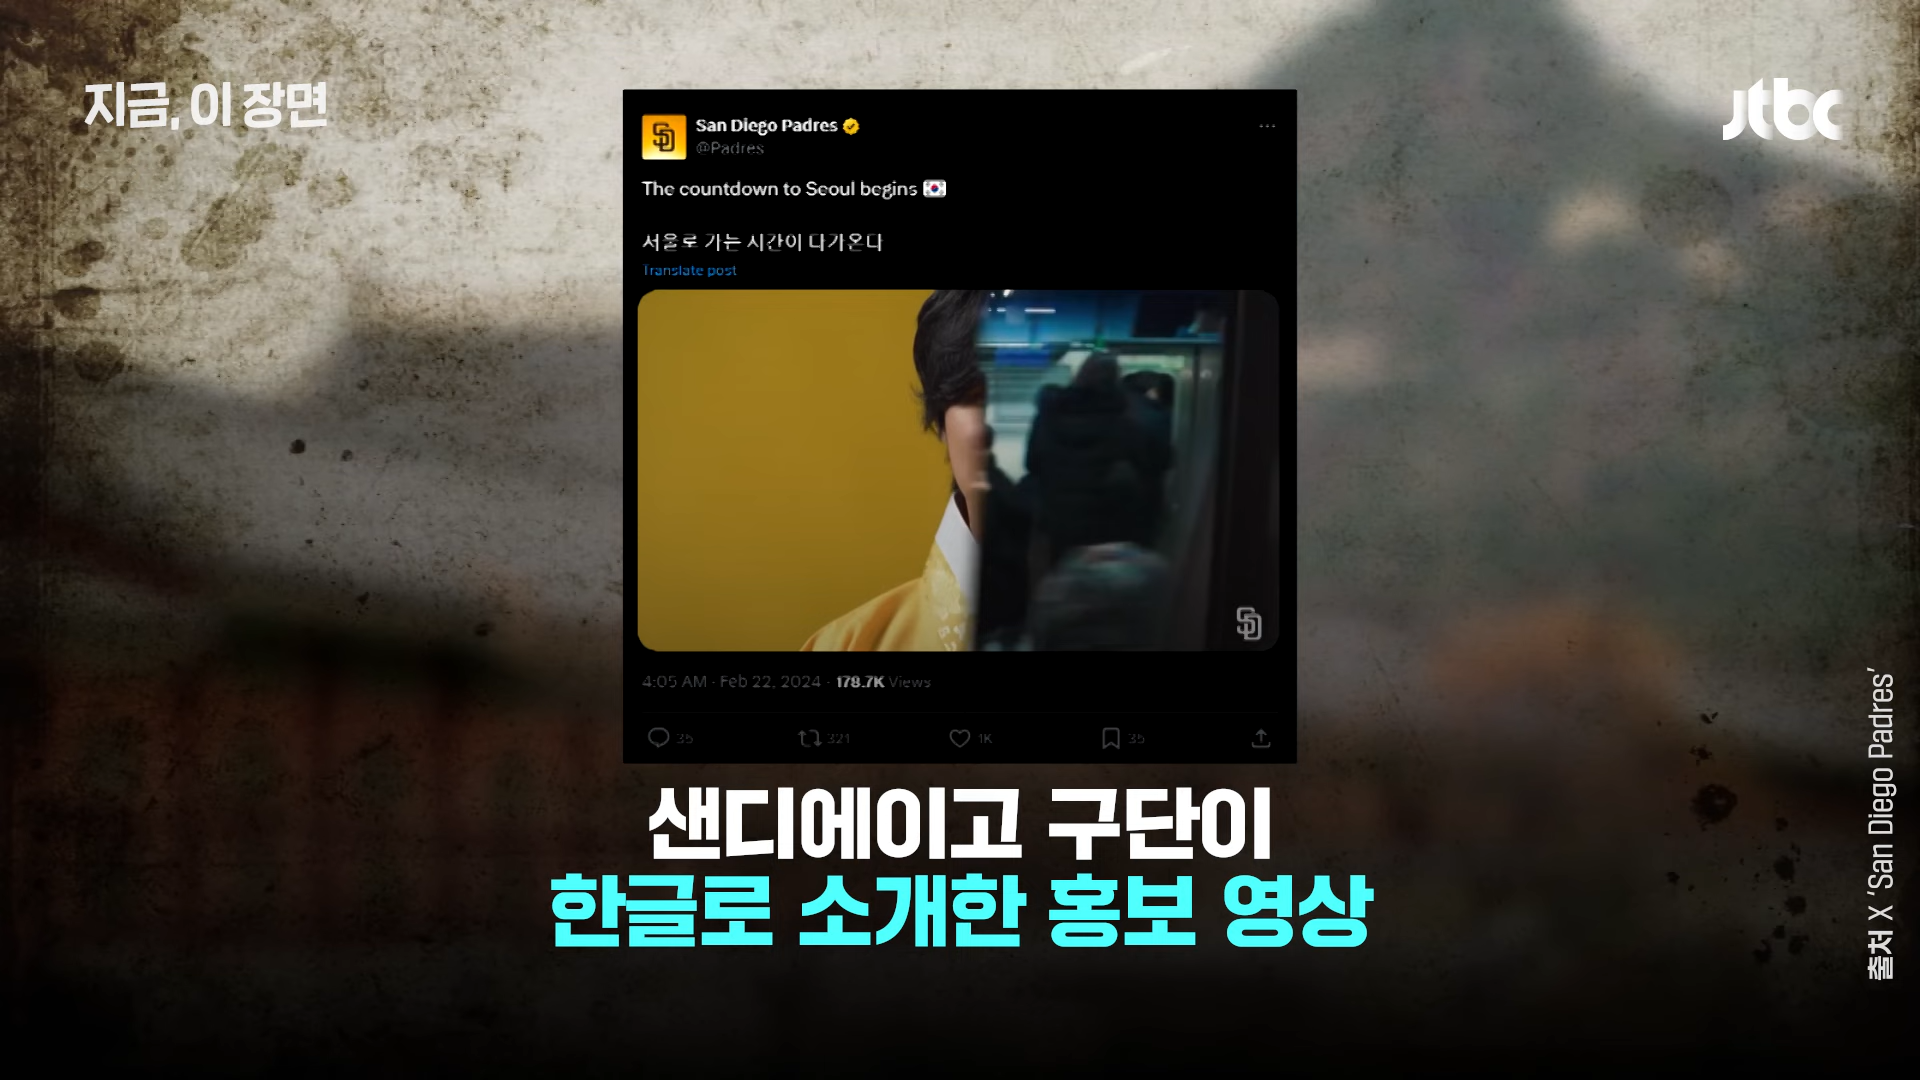 지금, 이 장면
jtbc
San Diego Padres
@Padres
The countdown to Seoul begins 🇰🇷
서울로 가는 시간이 다가온다
Translate post
SD
4:05 AM · Feb 22, 2024 · 178.7K Views
35 321 1K 35
샌디에이고 구단이
한글로 소개한 홍보 영상
출처 X 'San Diego Padres'